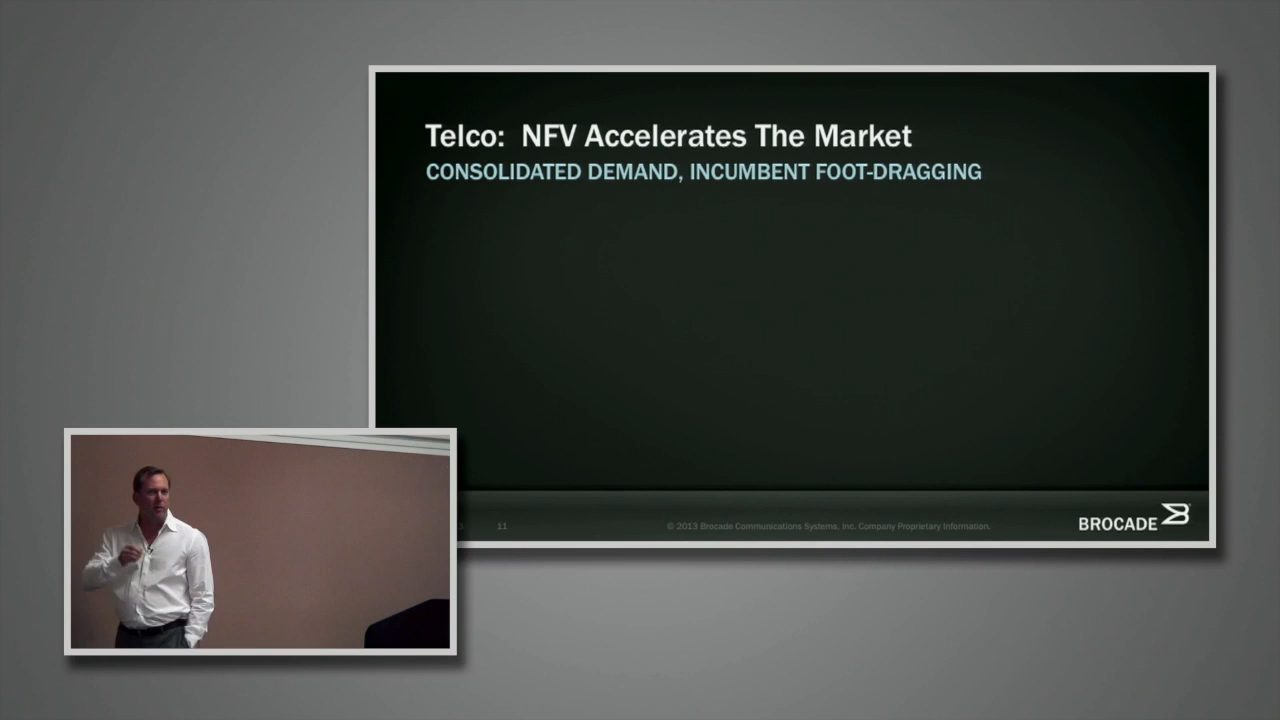 Telco: NFV Accelerates The Market
CONSOLIDATED DEMAND, INCUMBENT FOOT-DRAGGING
11
© 2013 Brocade Communications Systems, Inc. Company Proprietary Information.
BROCADE